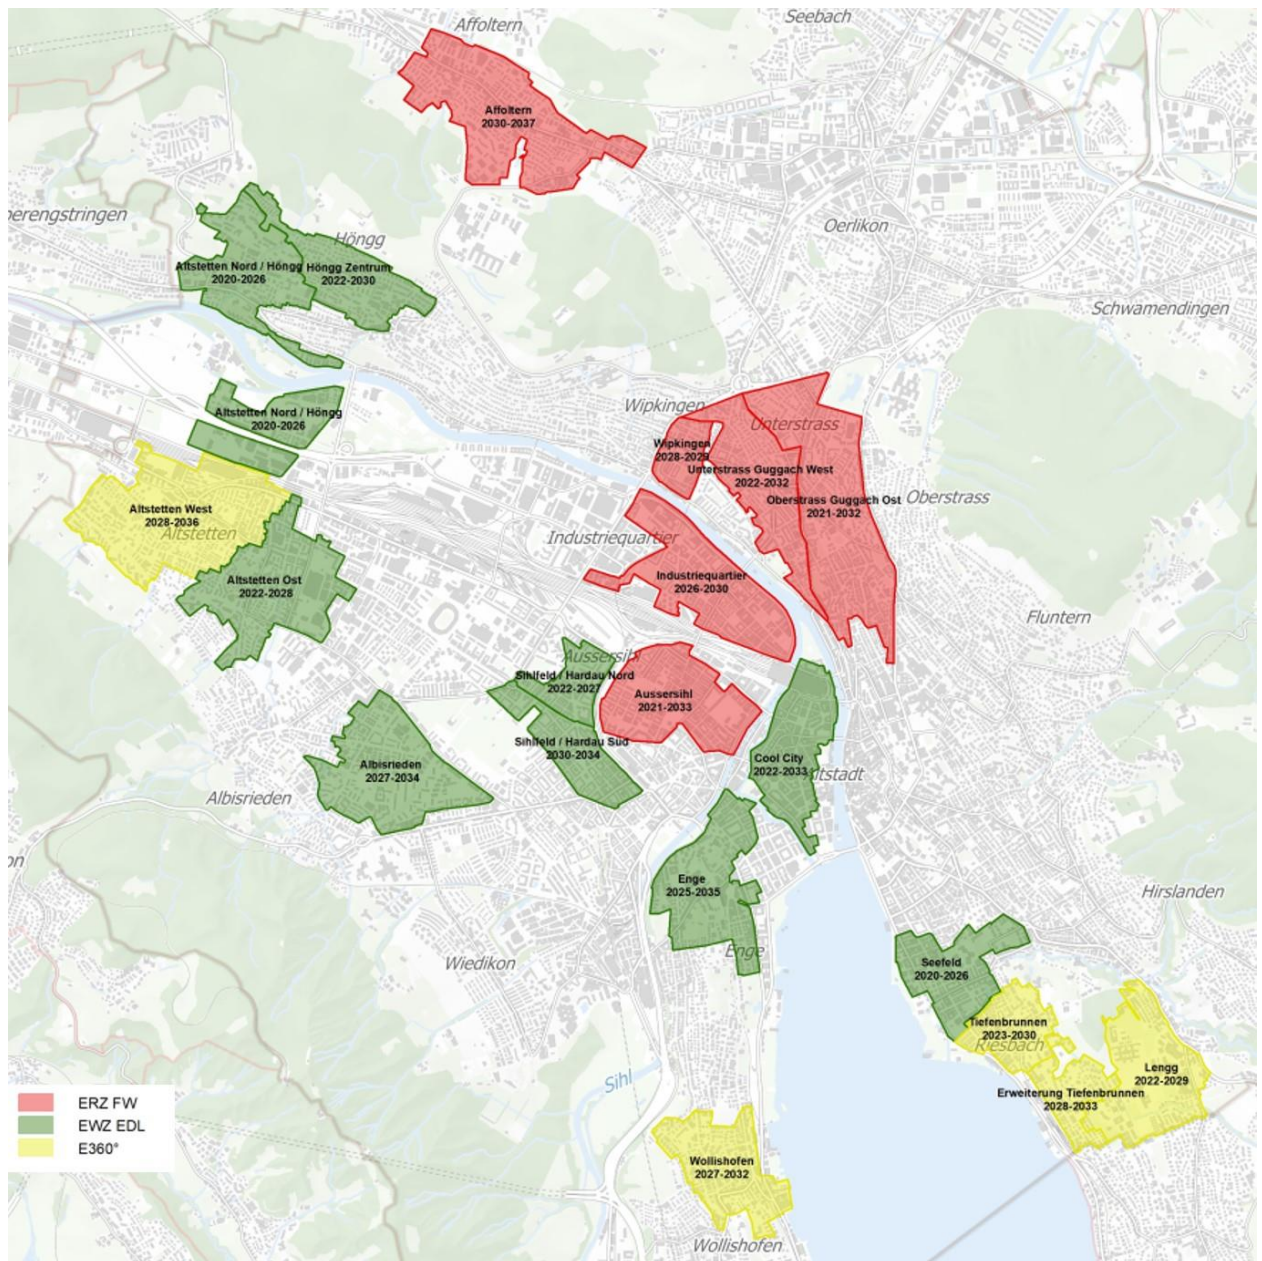 Affoltern
Seebach
Affoltern
2030-2037
berengstringen
Höngg
Oerlikon
Altstetten Nord / Höngg
2020-2026
Höngg Zentrum
2022-2030
Schwamendingen
Altstetten Nord / Höngg
2020-2026
Wipkingen
Unterstrass
Wipkingen
2028-2029
Unterstrass Guggach West
2022-2032
Oberstrass Guggach Ost
2021-2032
Oberstrass
Altstetten West
2028-2036
Altstetten
Industriequartier
Industriequartier
2026-2030
Altstetten Ost
2022-2028
Fluntern
Aussersihl
Sihlfeld / Hardau Nord
2022-2027
Aussersihl
2021-2033
Sihlfeld / Hardau Süd
2030-2034
Albisrieden
2027-2034
Cool City
2022-2033
Altstadt
Albisrieden
on
Enge
2025-2035
Hirslanden
Enge
Wiedikon
Seefeld
2020-2026
Tiefenbrunnen
2023-2030
Riesbach
Lengg
2022-2029
Sihl
Erweiterung Tiefenbrunnen
2028-2033
ERZ FW
EWZ EDL
E360°
Wollishofen
2027-2032
Wollishofen